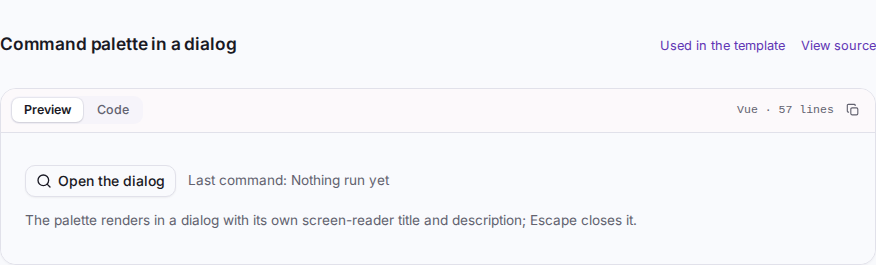 Command palette in a dialog
Used in the template View source
Preview Code
Vue · 57 lines
Open the dialog
Last command: Nothing run yet
The palette renders in a dialog with its own screen-reader title and description; Escape closes it.